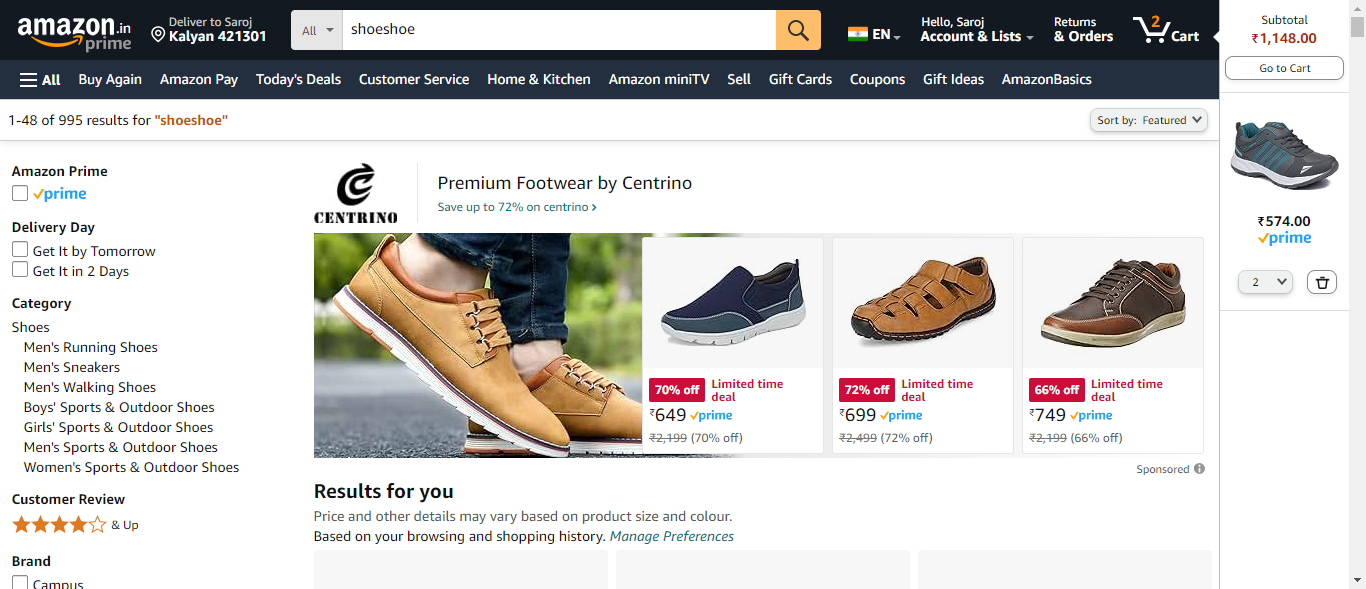 amazon.in
prime
Deliver to Saroj
Kalyan 421301
All
shoeshoe
EN
Hello, Saroj
Account & Lists
Returns
& Orders
2
Cart
All
Buy Again
Amazon Pay
Today's Deals
Customer Service
Home & Kitchen
Amazon miniTV
Sell
Gift Cards
Coupons
Gift Ideas
AmazonBasics
Subtotal
₹1,148.00
Go to Cart
₹574.00
prime
2
1-48 of 995 results for "shoeshoe"
Sort by: Featured
Amazon Prime
prime
Delivery Day
Get It by Tomorrow
Get It in 2 Days
Category
Shoes
Men's Running Shoes
Men's Sneakers
Men's Walking Shoes
Boys' Sports & Outdoor Shoes
Girls' Sports & Outdoor Shoes
Men's Sports & Outdoor Shoes
Women's Sports & Outdoor Shoes
Customer Review
& Up
Brand
Campus
CENTRINO
Premium Footwear by Centrino
Save up to 72% on centrino ›
70% off Limited time deal
₹649 prime
₹2,199 (70% off)
72% off Limited time deal
₹699 prime
₹2,499 (72% off)
66% off Limited time deal
₹749 prime
₹2,199 (66% off)
Sponsored
Results for you
Price and other details may vary based on product size and colour.
Based on your browsing and shopping history. Manage Preferences